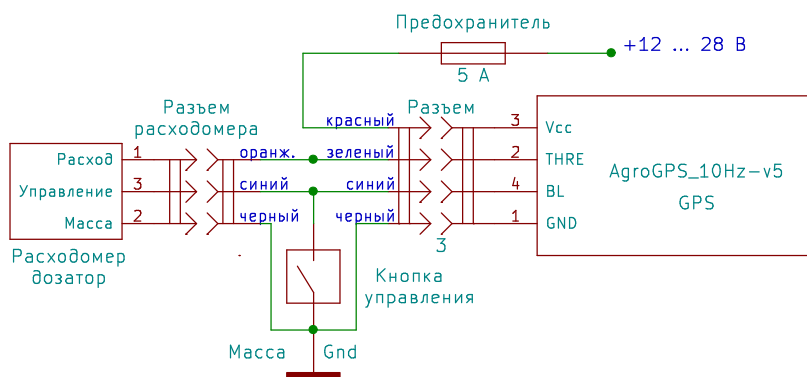 Предохранитель
+12 ... 28 В
5 А
Разъем
расходомера
Разъем
красный
3
Vcc
Расход
1
оранж.
зеленый
2
THRE
Управление
3
синий
синий
4
BL
Масса
2
черный
черный
1
GND
3
AgroGPS_10Hz-v5
GPS
Расходомер
дозатор
Кнопка
управления
Масса
Gnd